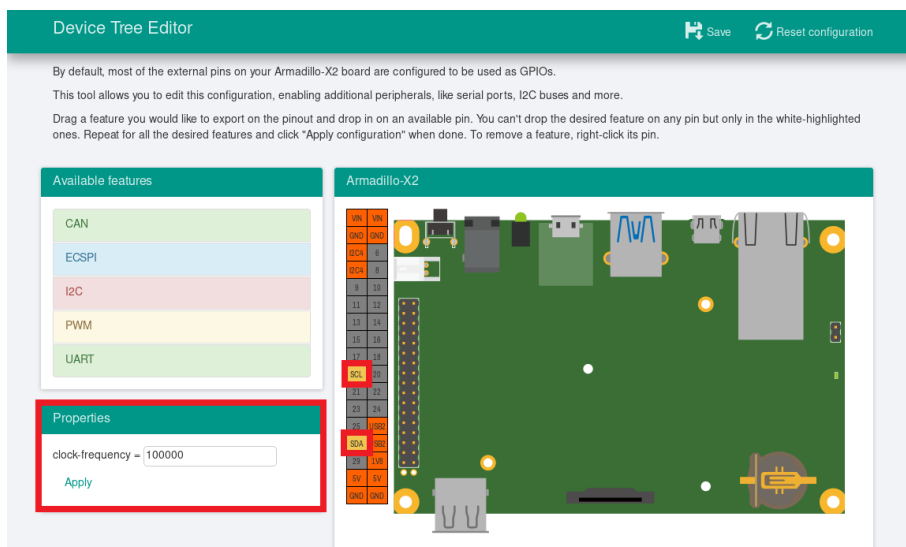 Device Tree Editor
Save
Reset configuration
By default, most of the external pins on your Armadillo-X2 board are configured to be used as GPIOs.
This tool allows you to edit this configuration, enabling additional peripherals, like serial ports, I2C buses and more.
Drag a feature you would like to export on the pinout and drop in on an available pin. You can't drop the desired feature on any pin but only in the white-highlighted
ones. Repeat for all the desired features and click "Apply configuration" when done. To remove a feature, right-click its pin.
Available features
CAN
ECSPI
I2C
PWM
UART
Properties
clock-frequency = 100000
Apply
Armadillo-X2
VIN VIN
GND GND
I2C4 6
I2C4 8
9 10
11 12
13 14
15 16
17 18
SCL 20
21 22
23 24
25 USB2
SDA
29 1V8
5V 5V
GND GND